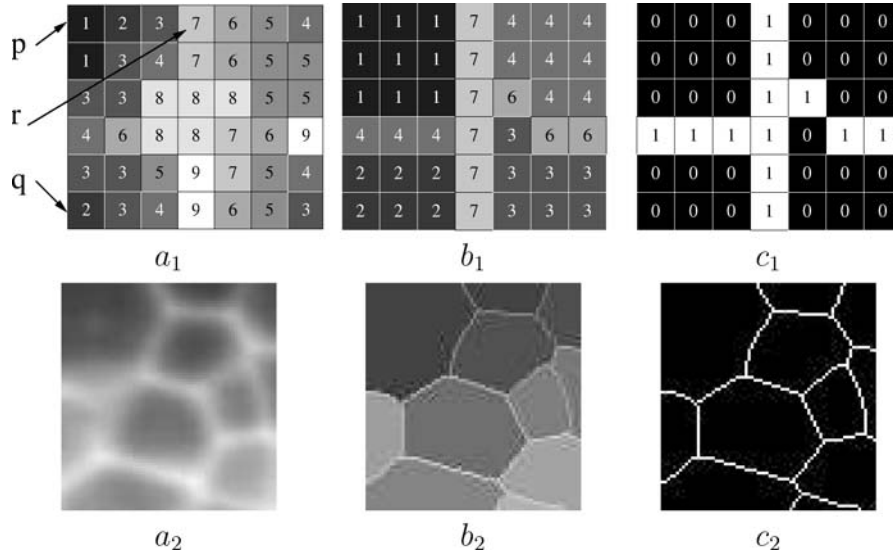 p
r
q
1 2 3 7 6 5 4
1 3 4 7 6 5 5
3 3 8 8 8 5 5
4 6 8 8 7 6 9
3 3 5 9 7 5 4
2 3 4 9 6 5 3
a1
1 1 1 7 4 4 4
1 1 1 7 4 4 4
1 1 1 7 6 4 4
4 4 4 7 3 6 6
2 2 2 7 3 3 3
2 2 2 7 3 3 3
b1
0 0 0 1 0 0 0
0 0 0 1 0 0 0
0 0 0 1 1 0 0
1 1 1 1 0 1 1
0 0 0 1 0 0 0
0 0 0 1 0 0 0
c1
a2
b2
c2